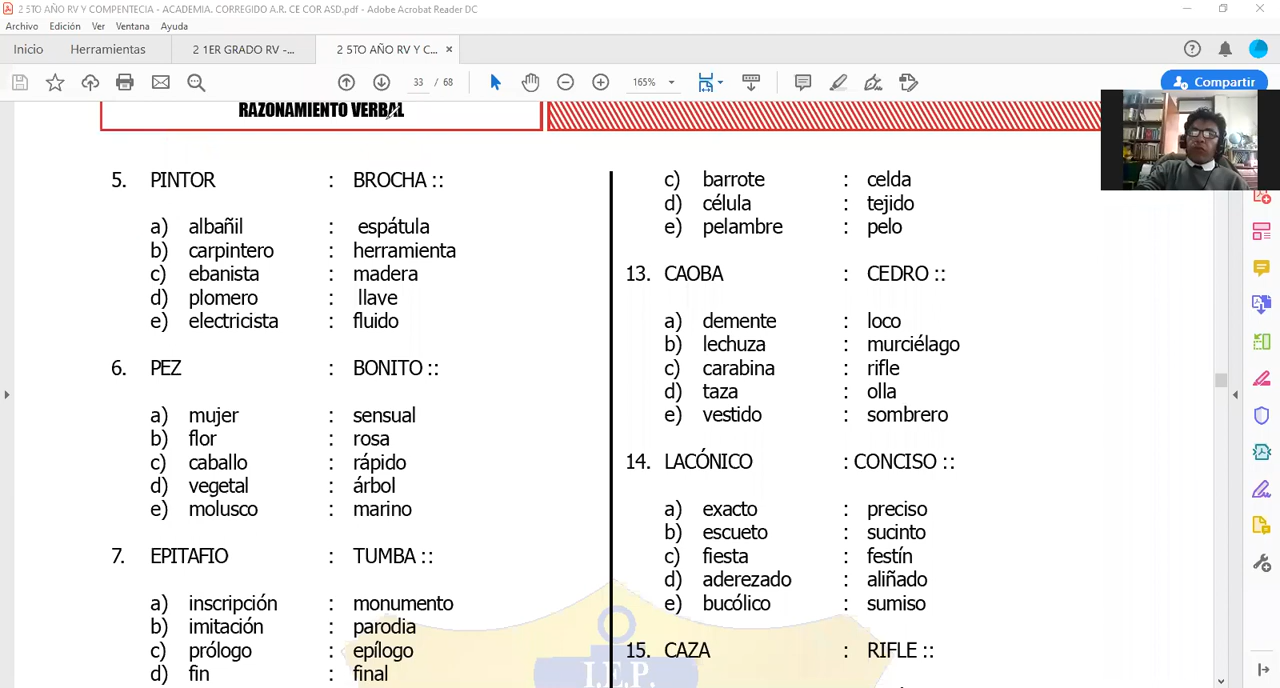 2 5TO AÑO RV Y COMPENTECIA - ACADEMIA. CORREGIDO A.R. CE COR ASD.pdf - Adobe Acrobat Reader DC
Archivo Edición Ver Ventana Ayuda
Inicio Herramientas 2 1ER GRADO RV -... 2 5TO AÑO RV Y C... ×
33 / 68 165% Compartir
RAZONAMIENTO VERBAL
5. PINTOR : BROCHA ::
a) albañil : espátula
b) carpintero : herramienta
c) ebanista : madera
d) plomero : llave
e) electricista : fluido
6. PEZ : BONITO ::
a) mujer : sensual
b) flor : rosa
c) caballo : rápido
d) vegetal : árbol
e) molusco : marino
7. EPITAFIO : TUMBA ::
a) inscripción : monumento
b) imitación : parodia
c) prólogo : epílogo
d) fin : final
c) barrote : celda
d) célula : tejido
e) pelambre : pelo
13. CAOBA : CEDRO ::
a) demente : loco
b) lechuza : murciélago
c) carabina : rifle
d) taza : olla
e) vestido : sombrero
14. LACÓNICO : CONCISO ::
a) exacto : preciso
b) escueto : sucinto
c) fiesta : festín
d) aderezado : aliñado
e) bucólico : sumiso
15. CAZA : RIFLE ::
I.E.P.